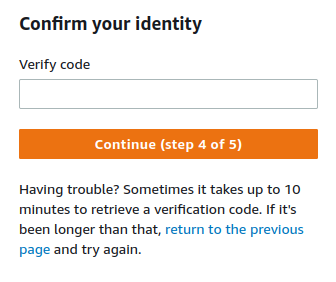 Confirm your identity
Verify code
Continue (step 4 of 5)
Having trouble? Sometimes it takes up to 10
minutes to retrieve a verification code. If it's
been longer than that, return to the previous
page and try again.